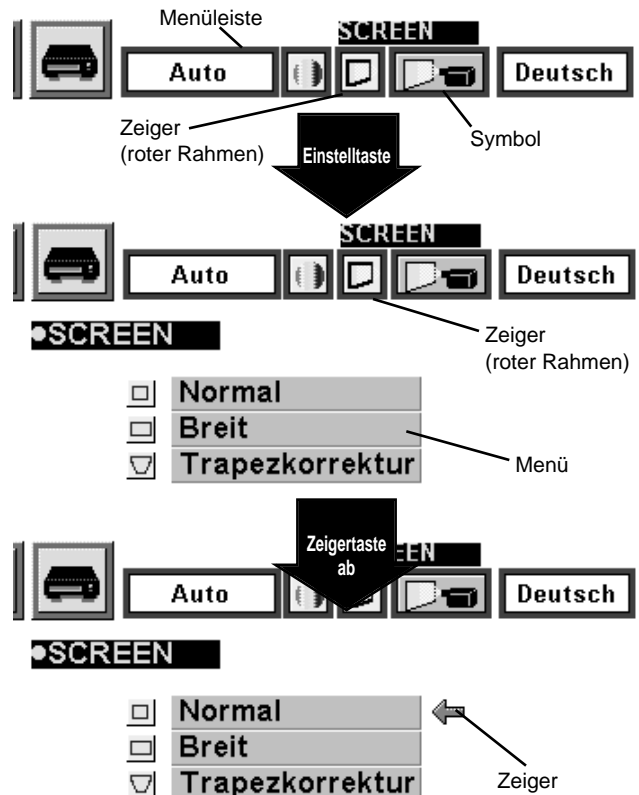 Menüleiste
SCREEN
Auto
Deutsch
Zeiger
(roter Rahmen)
Symbol
Einstelltaste
SCREEN
Auto
Deutsch
●SCREEN
Zeiger
(roter Rahmen)
Normal
Breit
Trapezkorrektur
Menü
Zeigertaste
ab
EEN
Auto
Deutsch
●SCREEN
Normal
Breit
Trapezkorrektur
Zeiger